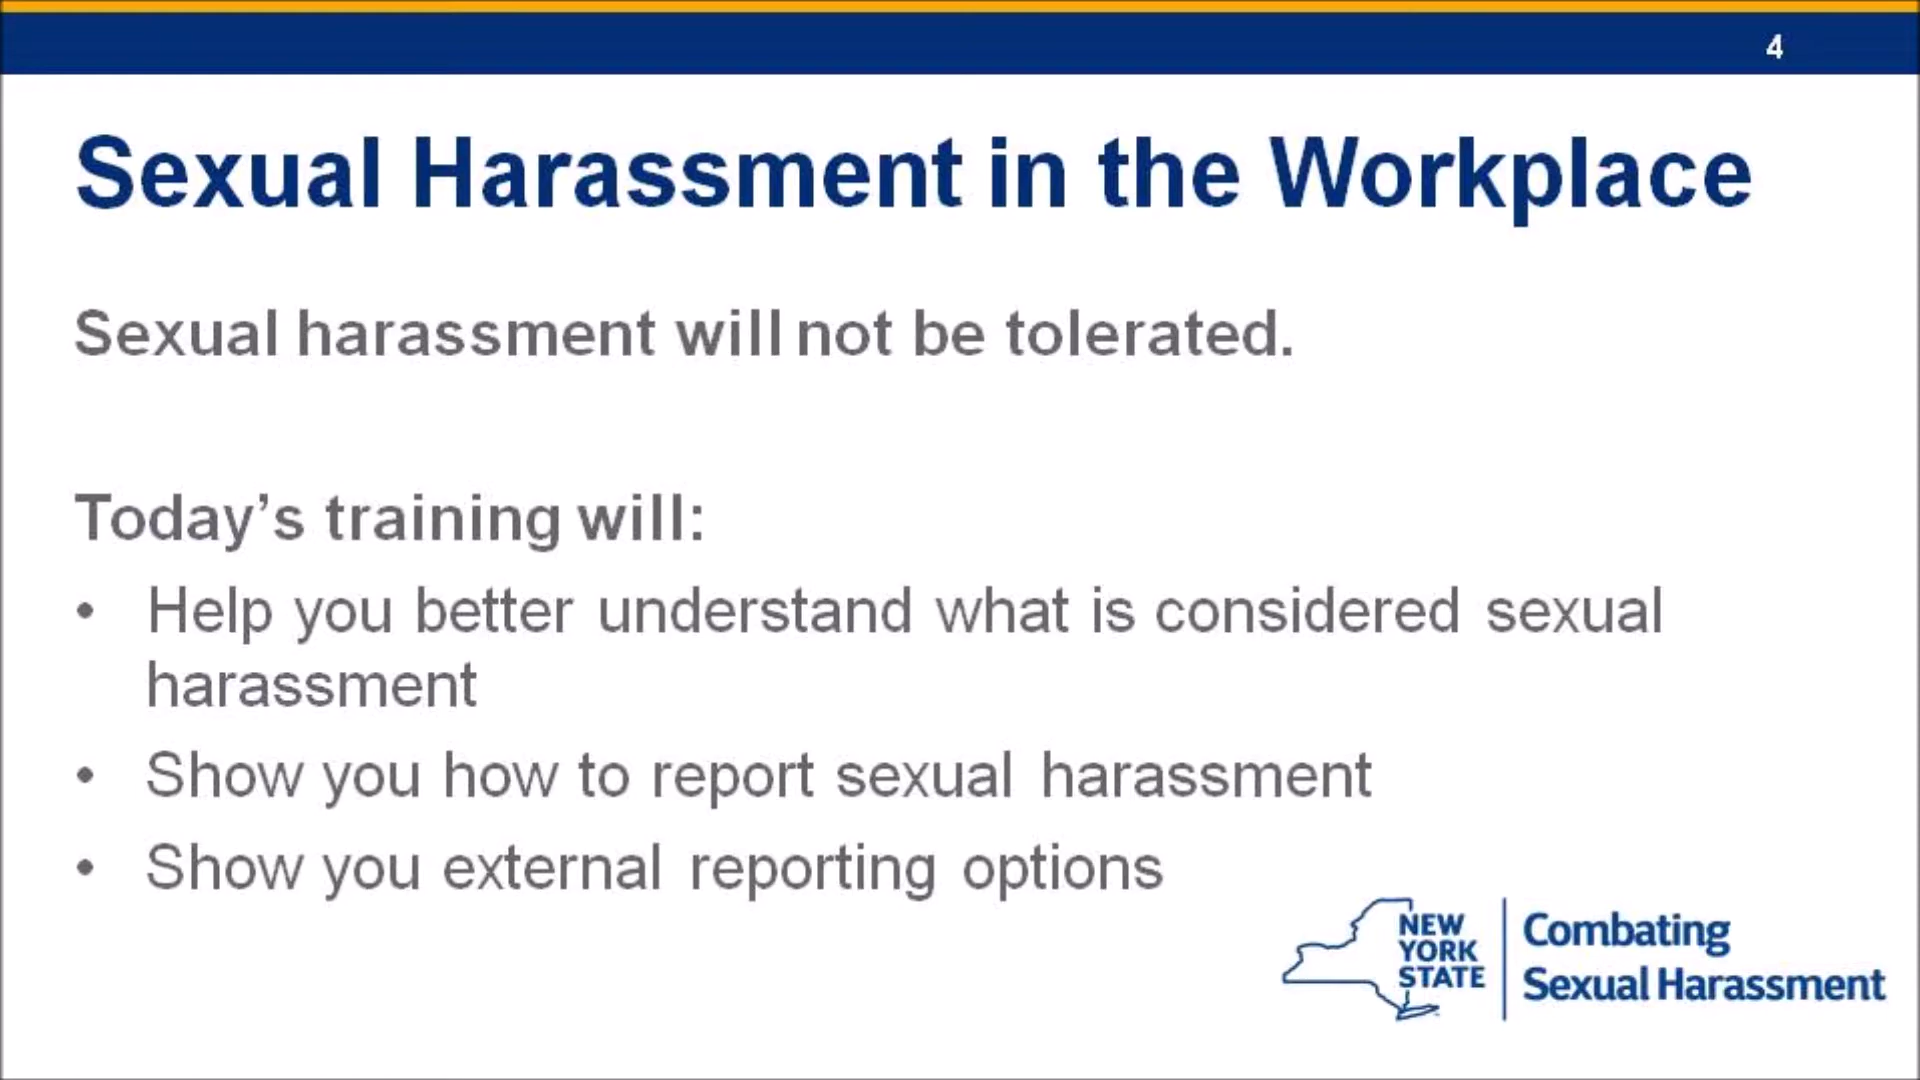 4
Sexual Harassment in the Workplace
Sexual harassment will not be tolerated.
Today’s training will:
• Help you better understand what is considered sexual
harassment
• Show you how to report sexual harassment
• Show you external reporting options
NEW
YORK
STATE
Combating
Sexual Harassment